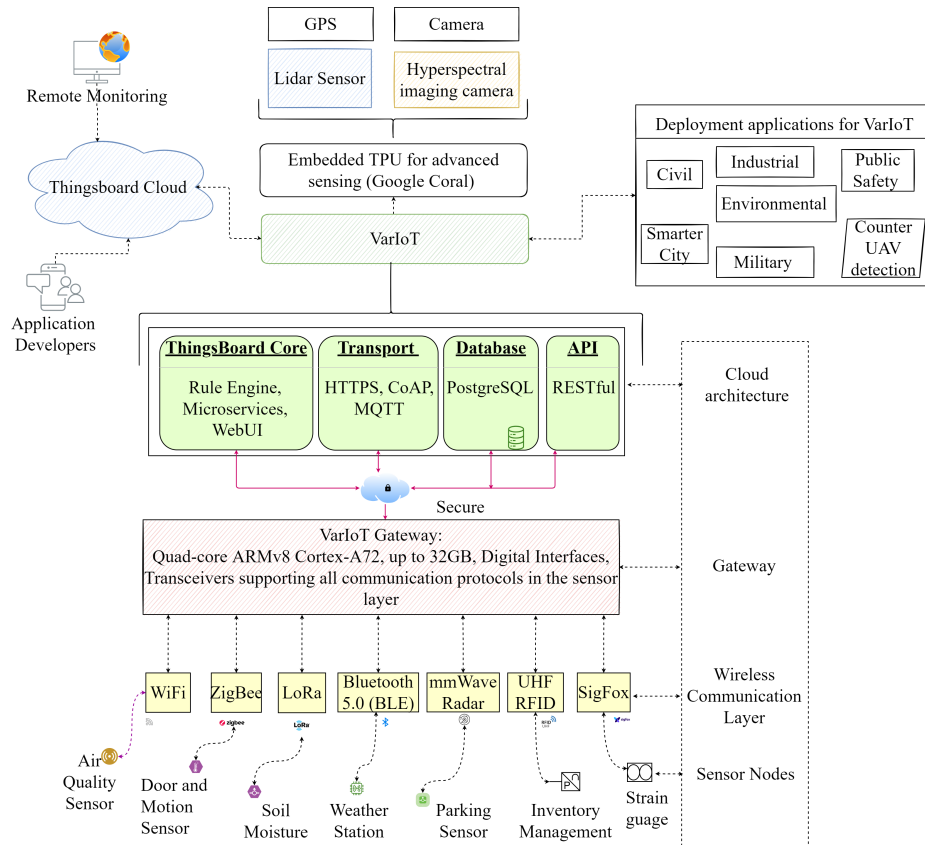 GPS
Camera
Lidar Sensor
Hyperspectral
imaging camera
Remote Monitoring
Thingsboard Cloud
Embedded TPU for advanced
sensing (Google Coral)
VarIoT
Deployment applications for VarIoT
Civil
Industrial
Public
Safety
Environmental
Smarter
City
Military
Counter
UAV
detection
Application
Developers
ThingsBoard Core
Rule Engine,
Microservices,
WebUI
Transport
HTTPS, CoAP,
MQTT
Database
PostgreSQL
API
RESTful
Cloud
architecture
Secure
VarIoT Gateway:
Quad-core ARMv8 Cortex-A72, up to 32GB, Digital Interfaces,
Transceivers supporting all communication protocols in the sensor
layer
Gateway
WiFi
ZigBee
LoRa
Bluetooth
5.0 (BLE)
mmWave
Radar
UHF
RFID
SigFox
Wireless
Communication
Layer
zigbee
LoRa
RFID
Air
Quality
Sensor
Door and
Motion
Sensor
Soil
Moisture
Weather
Station
Parking
Sensor
P
Inventory
Management
Strain
guage
Sensor Nodes